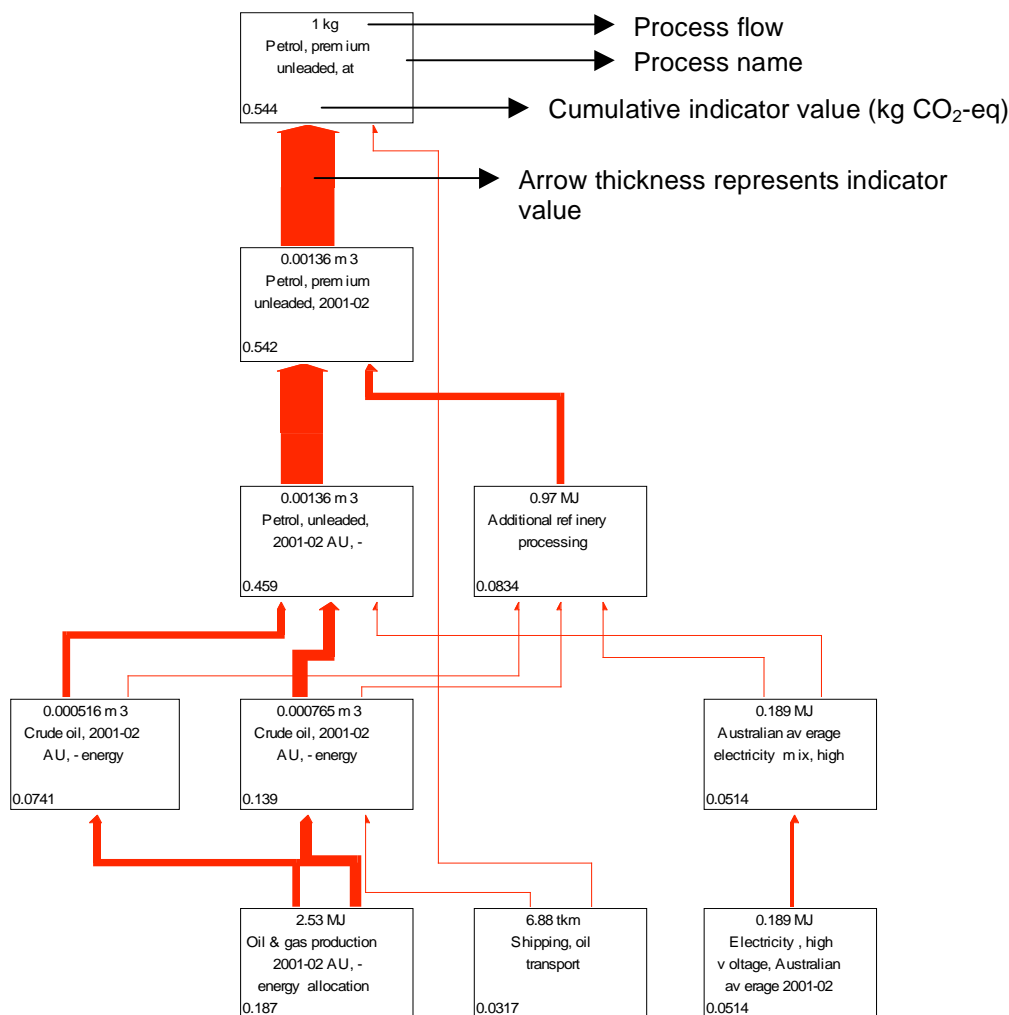 1 kg
Petrol, prem ium
unleaded, at
0.544
Process flow
Process name
Cumulative indicator value (kg CO₂-eq)
Arrow thickness represents indicator
value
0.00136 m 3
Petrol, prem ium
unleaded, 2001-02
0.542
0.00136 m 3
Petrol, unleaded,
2001-02 AU, -
0.459
0.97 MJ
Additional ref inery
processing
0.0834
0.000516 m 3
Crude oil, 2001-02
AU, - energy
0.0741
0.000765 m 3
Crude oil, 2001-02
AU, - energy
0.139
0.189 MJ
Australian av erage
electricity m ix, high
0.0514
2.53 MJ
Oil & gas production
2001-02 AU, -
energy allocation
0.187
6.88 tkm
Shipping, oil
transport
0.0317
0.189 MJ
Electricity , high
v oltage, Australian
av erage 2001-02
0.0514